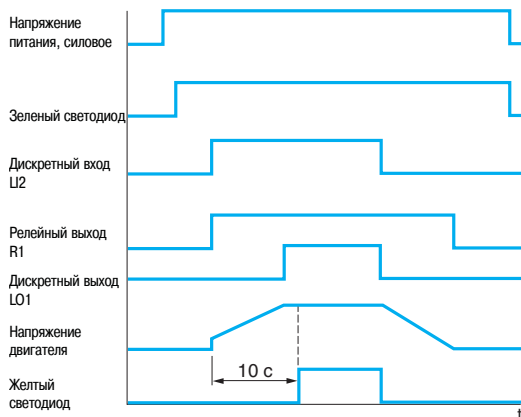 Напряжение
питания, силовое
Зеленый светодиод
Дискретный вход
LI2
Релейный выход
R1
Дискретный выход
LO1
Напряжение
двигателя
10 с
Желтый
светодиод
t